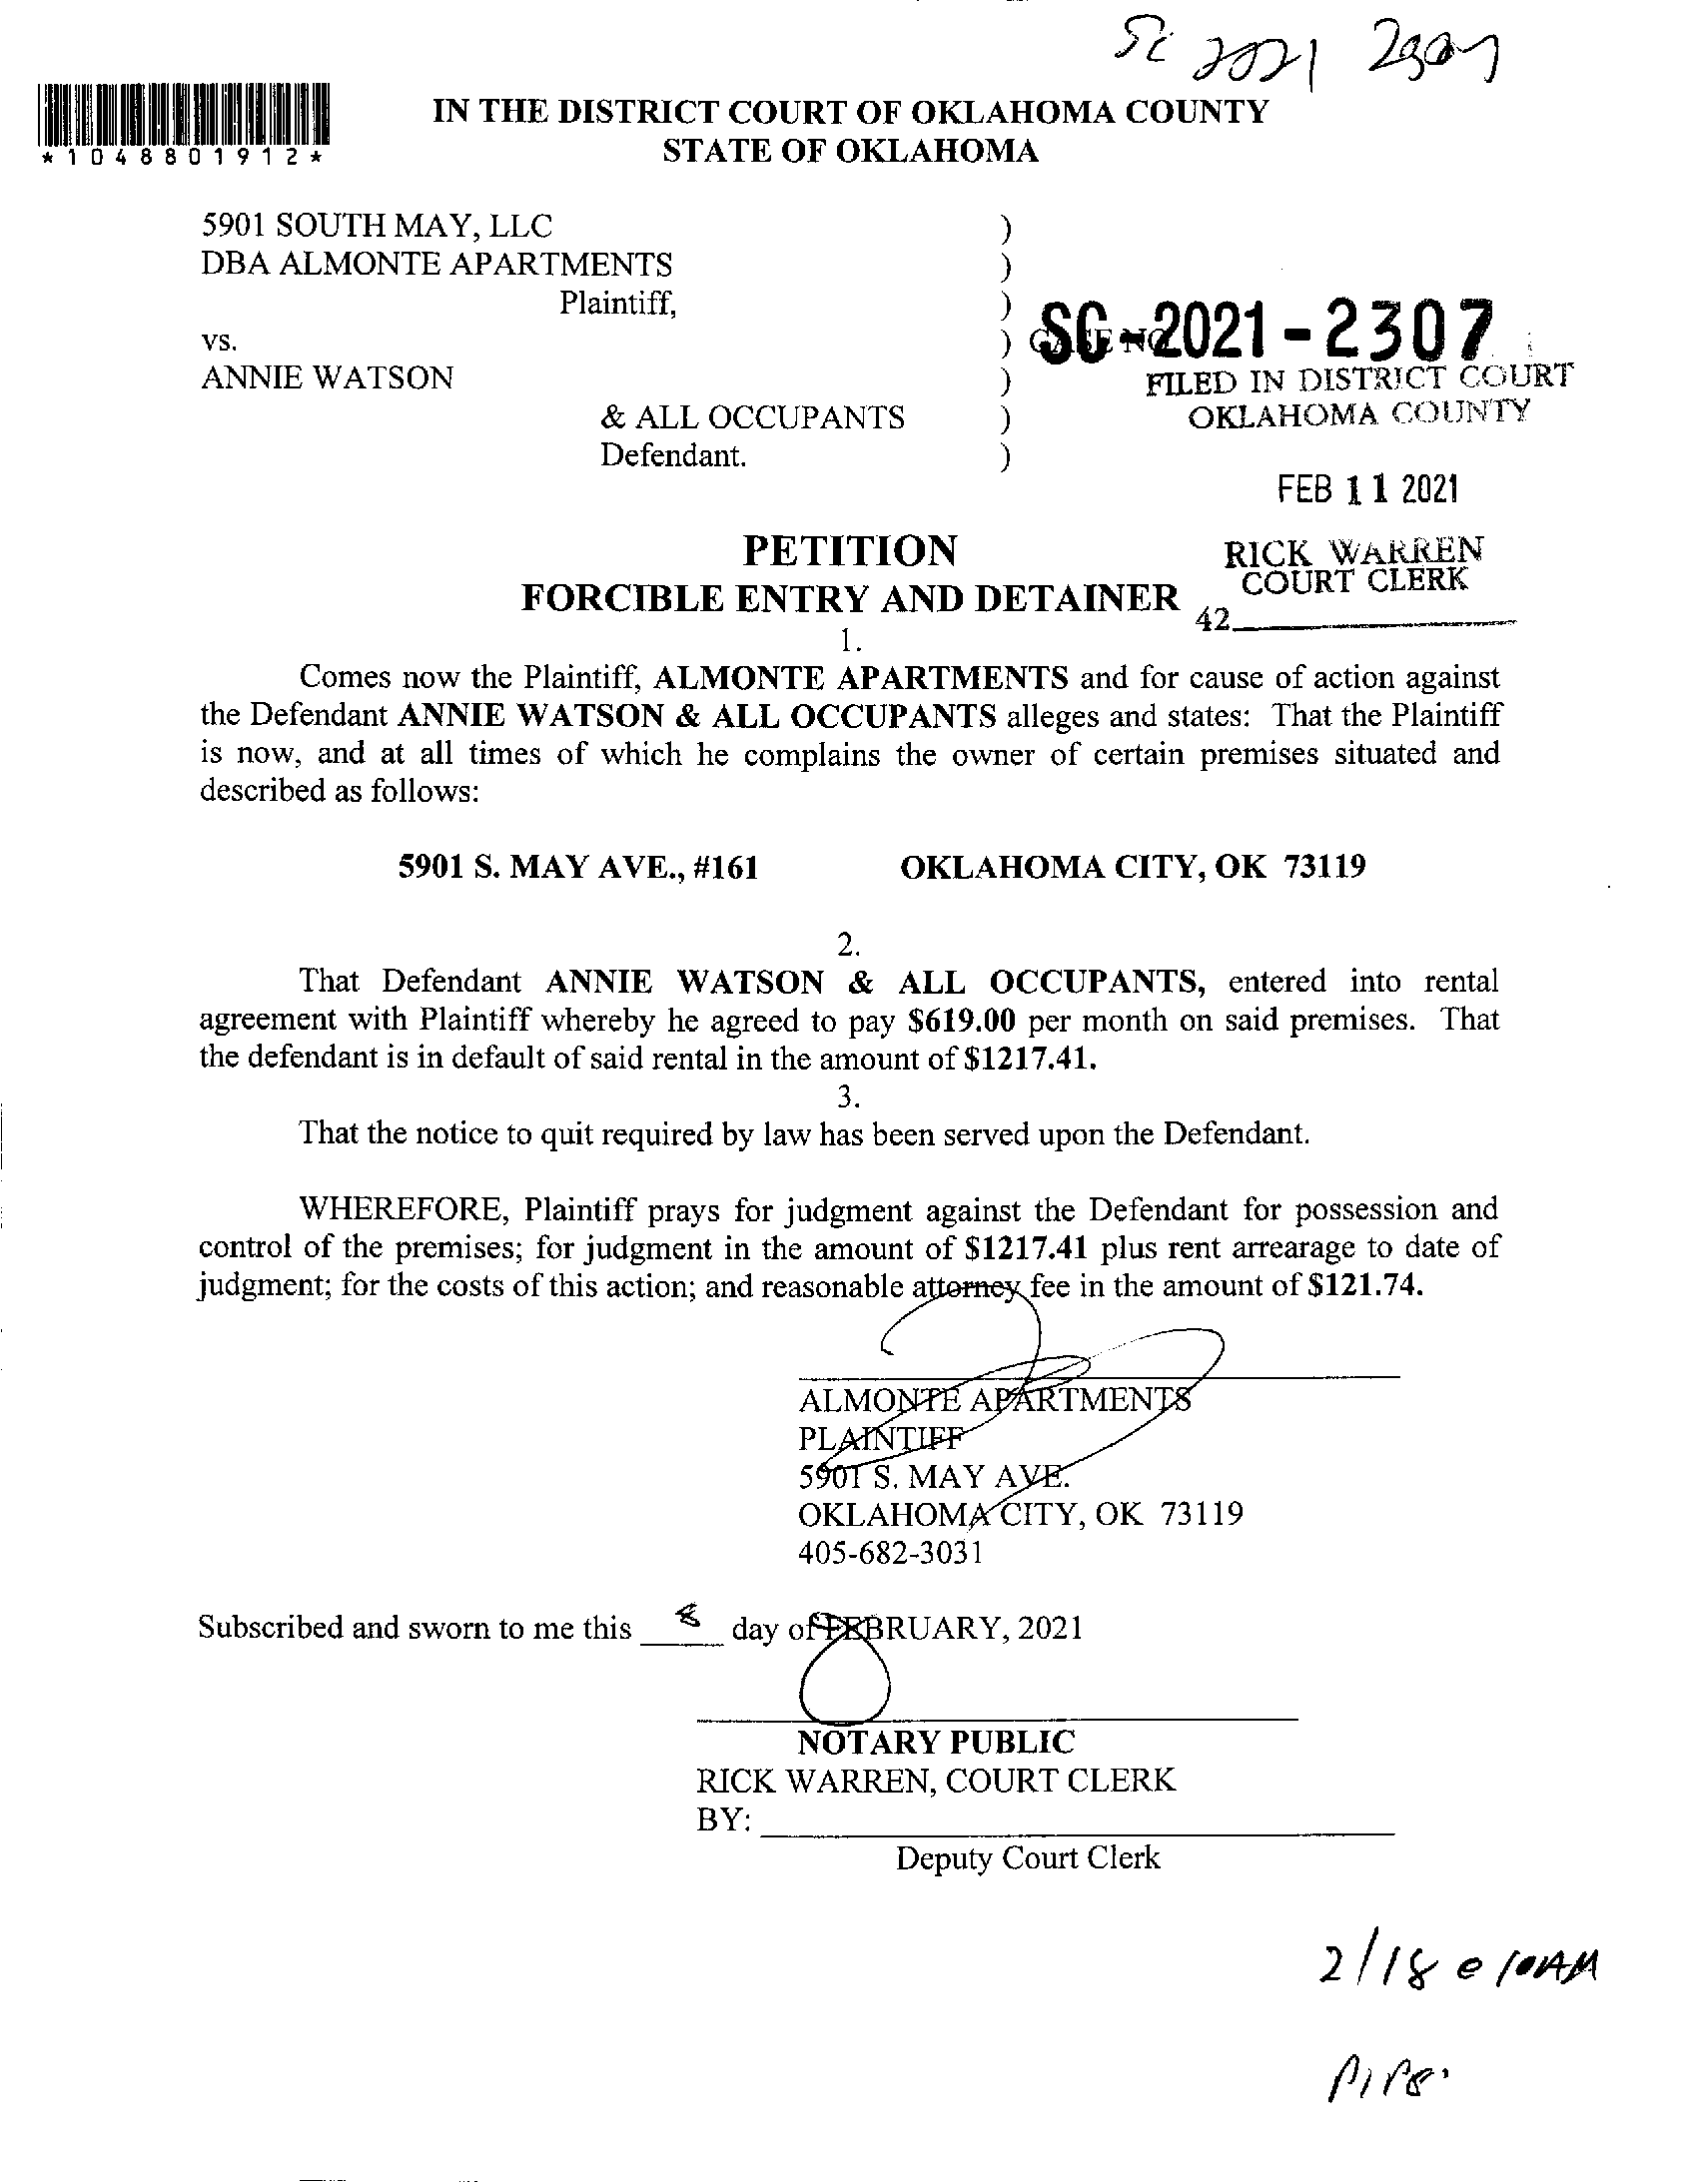 SC 2021 2307
*1048801912*
IN THE DISTRICT COURT OF OKLAHOMA COUNTY
STATE OF OKLAHOMA
5901 SOUTH MAY, LLC )
DBA ALMONTE APARTMENTS )
Plaintiff, )
vs. ) CASE NO. SC-2021-2307
ANNIE WATSON ) FILED IN DISTRICT COURT
& ALL OCCUPANTS ) OKLAHOMA COUNTY
Defendant. )
FEB 11 2021
PETITION
RICK WARREN
COURT CLERK
FORCIBLE ENTRY AND DETAINER
42
1.
Comes now the Plaintiff, ALMONTE APARTMENTS and for cause of action against
the Defendant ANNIE WATSON & ALL OCCUPANTS alleges and states: That the Plaintiff
is now, and at all times of which he complains the owner of certain premises situated and
described as follows:
5901 S. MAY AVE., #161 OKLAHOMA CITY, OK 73119
2.
That Defendant ANNIE WATSON & ALL OCCUPANTS, entered into rental
agreement with Plaintiff whereby he agreed to pay $619.00 per month on said premises. That
the defendant is in default of said rental in the amount of $1217.41.
3.
That the notice to quit required by law has been served upon the Defendant.
WHEREFORE, Plaintiff prays for judgment against the Defendant for possession and
control of the premises; for judgment in the amount of $1217.41 plus rent arrearage to date of
judgment; for the costs of this action; and reasonable attorney fee in the amount of $121.74.
ALMONTE APARTMENTS
PLAINTIFF
5901 S. MAY AVE.
OKLAHOMA CITY, OK 73119
405-682-3031
Subscribed and sworn to me this 8 day of FEBRUARY, 2021
NOTARY PUBLIC
RICK WARREN, COURT CLERK
BY:
Deputy Court Clerk
2/18 @ 10AM